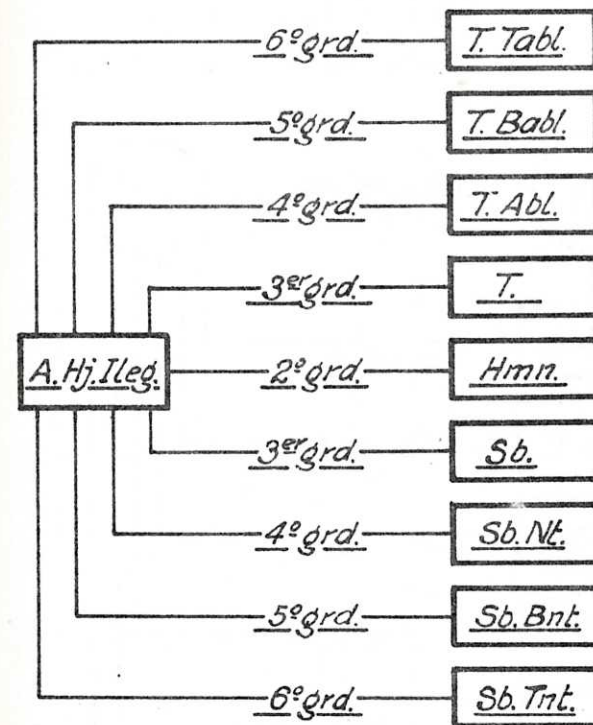 6º grd. T. Tabl.
5º grd. T. Babl.
4º grd. T. Abl.
3er grd. T.
A. Hj. Ileg. 2º grd. Hmn.
3er grd. Sb.
4º grd. Sb. Nt.
5º grd. Sb. Bnt.
6º grd. Sb. Tnt.